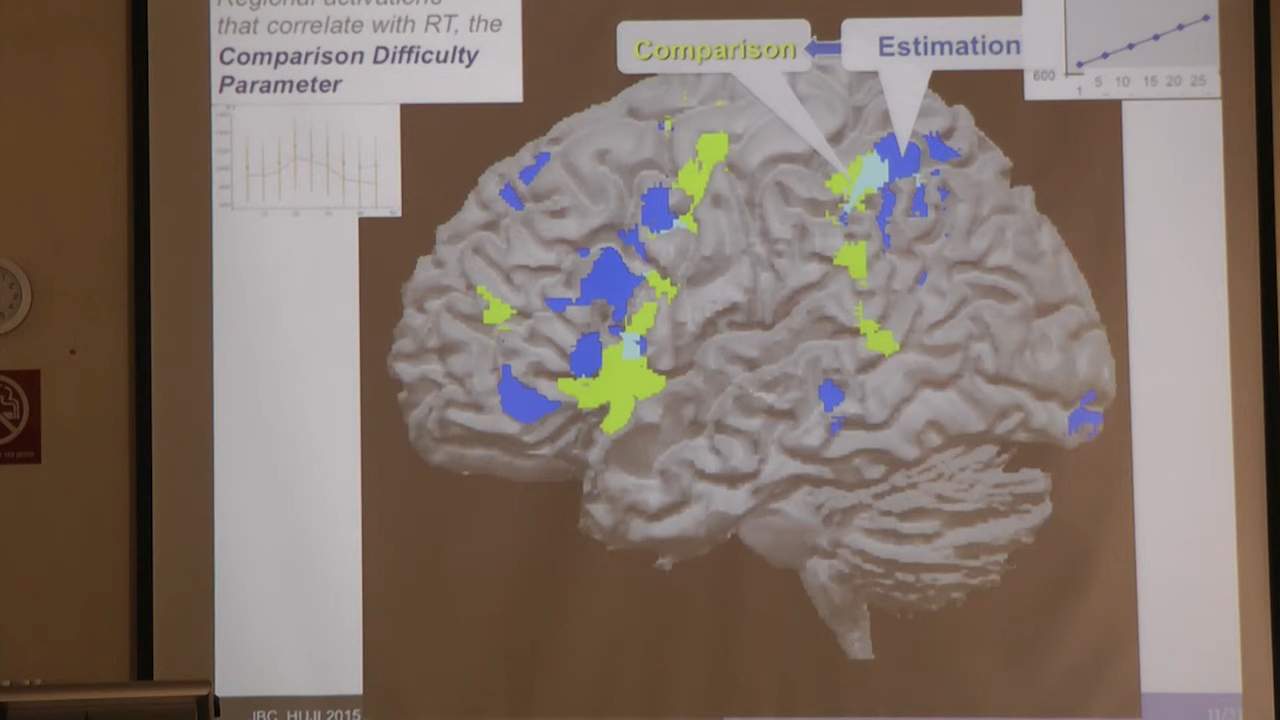 Regional activations
that correlate with RT, the
Comparison Difficulty
Parameter
Comparison
Estimation
600
1 5 10 15 20 25
JBC HUJI 2015